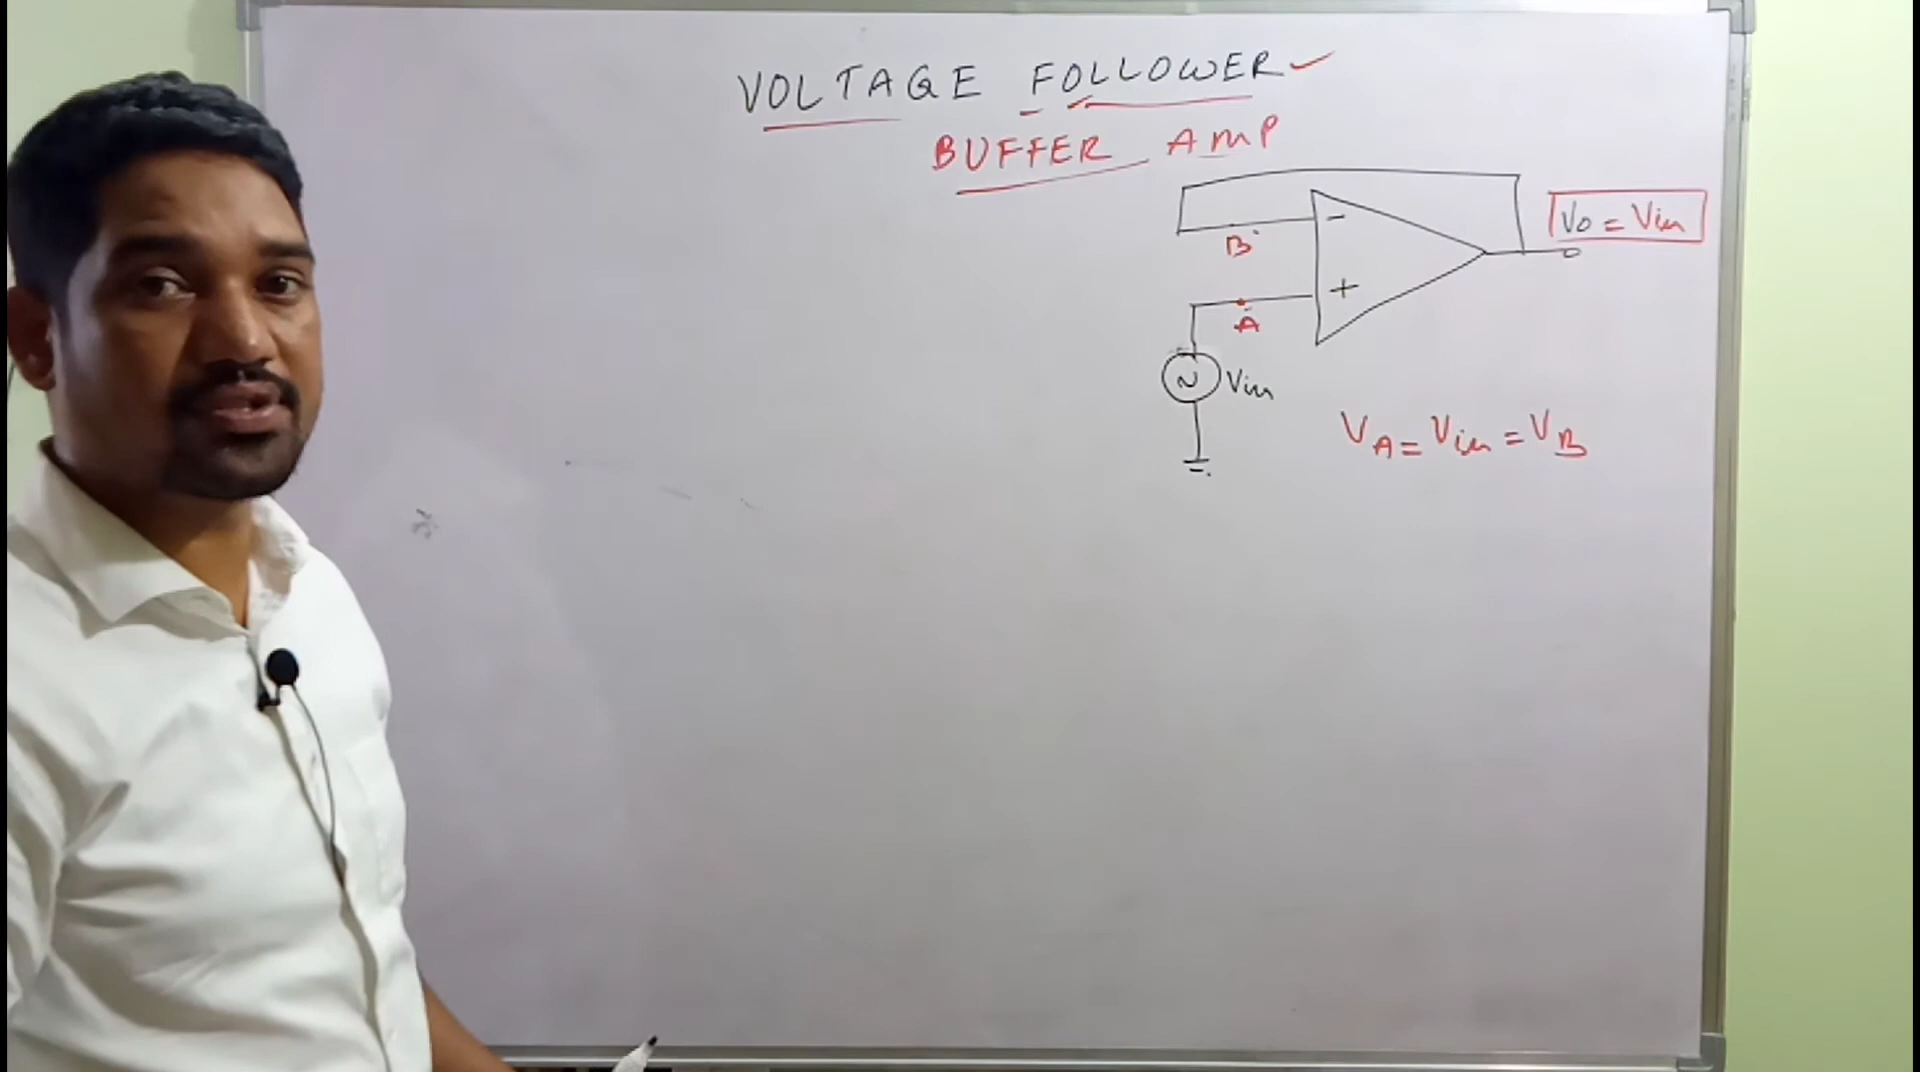 VOLTAGE FOLLOWER
BUFFER AMP
Vo = Vin
B
-
+
A
Vin
VA = Vin = VB